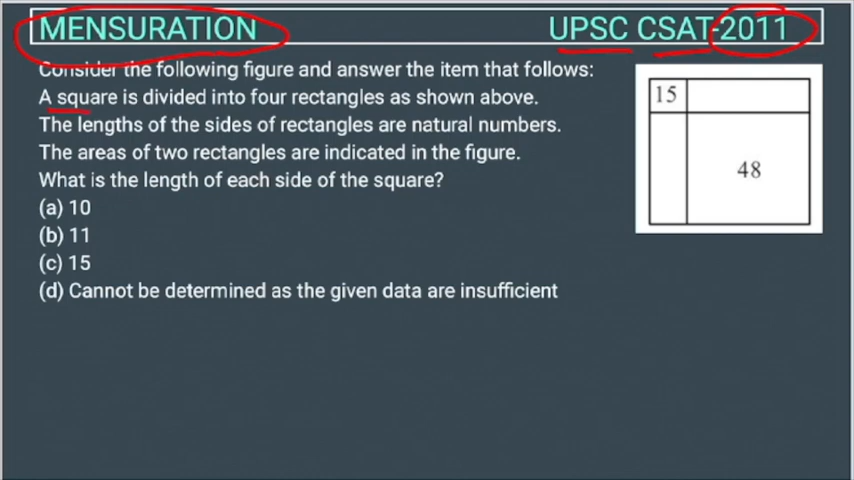 MENSURATION UPSC CSAT-2011
Consider the following figure and answer the item that follows:
A square is divided into four rectangles as shown above.
The lengths of the sides of rectangles are natural numbers.
The areas of two rectangles are indicated in the figure.
What is the length of each side of the square?
(a) 10
(b) 11
(c) 15
(d) Cannot be determined as the given data are insufficient
15
48